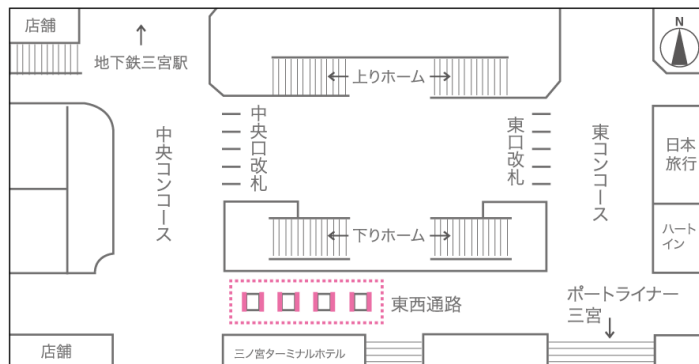 店舗
地下鉄三宮駅
N
上りホーム
中央口改札
東口改札
中央コンコース
東コンコース
日本
旅行
下りホーム
ハート
イン
東西通路
ポートライナー
三宮
店舗
三ノ宮ターミナルホテル